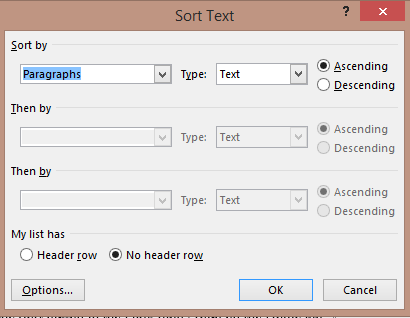 Sort Text ?
Sort by
Paragraphs Type: Text Ascending
Descending
Then by
Type: Text Ascending
Descending
Then by
Type: Text Ascending
Descending
My list has
Header row No header row
Options... OK Cancel